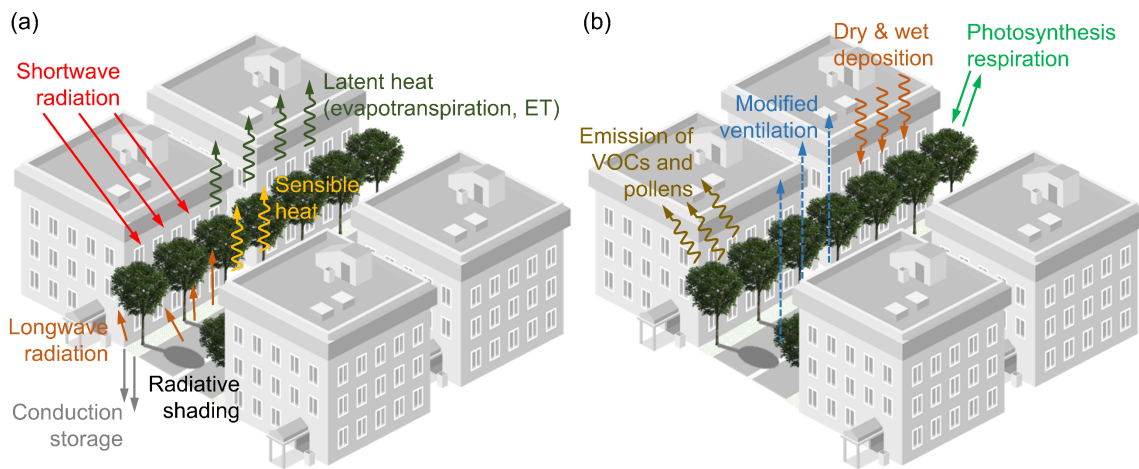 (a)
Shortwave
radiation
Latent heat
(evapotranspiration, ET)
Sensible
heat
Longwave
radiation
Radiative
shading
Conduction
storage
(b)
Dry & wet
deposition
Photosynthesis
respiration
Modified
ventilation
Emission of
VOCs and
pollens